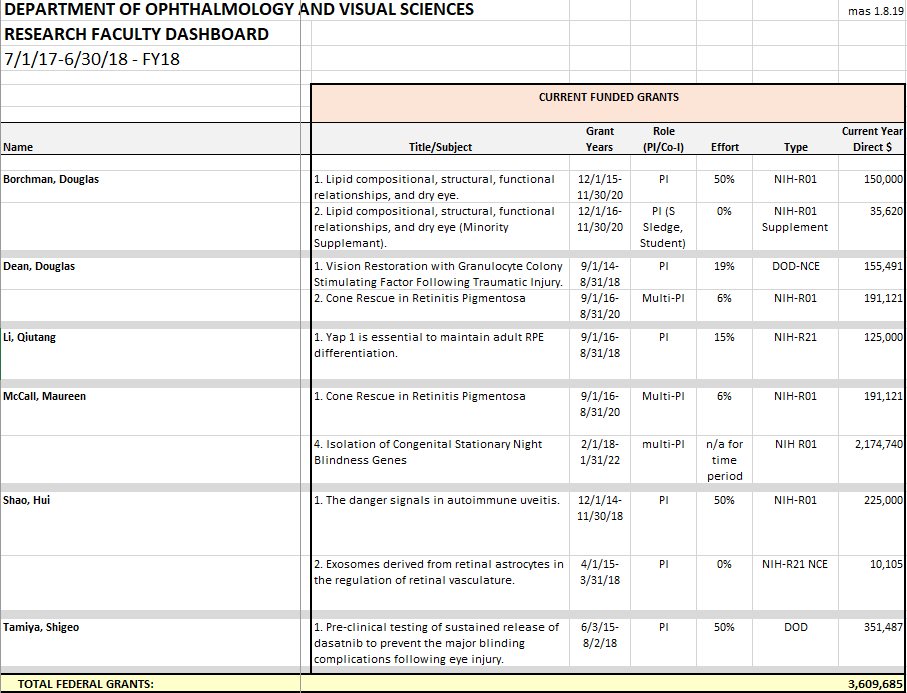 DEPARTMENT OF OPHTHALMOLOGY AND VISUAL SCIENCES
mas 1.8.19
RESEARCH FACULTY DASHBOARD
7/1/17-6/30/18 - FY18
CURRENT FUNDED GRANTS
Name Title/Subject Grant Years Role (PI/Co-I) Effort Type Current Year Direct $
Borchman, Douglas 1. Lipid compositional, structural, functional 12/1/15- PI 50% NIH-R01 150,000
relationships, and dry eye. 11/30/20
2. Lipid compositional, structural, functional 12/1/16- PI (S 0% NIH-R01 35,620
relationships, and dry eye (Minority 11/30/20 Sledge, Supplement
Supplemant). Student)
Dean, Douglas 1. Vision Restoration with Granulocyte Colony 9/1/14- PI 19% DOD-NCE 155,491
Stimulating Factor Following Traumatic Injury. 8/31/18
2. Cone Rescue in Retinitis Pigmentosa 9/1/16- Multi-PI 6% NIH-R01 191,121
8/31/20
Li, Qiutang 1. Yap 1 is essential to maintain adult RPE 9/1/16- PI 15% NIH-R21 125,000
differentiation. 8/31/18
McCall, Maureen 1. Cone Rescue in Retinitis Pigmentosa 9/1/16- Multi-PI 6% NIH-R01 191,121
8/31/20
4. Isolation of Congenital Stationary Night 2/1/18- multi-PI n/a for NIH R01 2,174,740
Blindness Genes 1/31/22 time
period
Shao, Hui 1. The danger signals in autoimmune uveitis. 12/1/14- PI 50% NIH-R01 225,000
11/30/18
2. Exosomes derived from retinal astrocytes in 4/1/15- PI 0% NIH-R21 NCE 10,105
the regulation of retinal vasculature. 3/31/18
Tamiya, Shigeo 1. Pre-clinical testing of sustained release of 6/3/15- PI 50% DOD 351,487
dasatnib to prevent the major blinding 8/2/18
complications following eye injury.
TOTAL FEDERAL GRANTS: 3,609,685